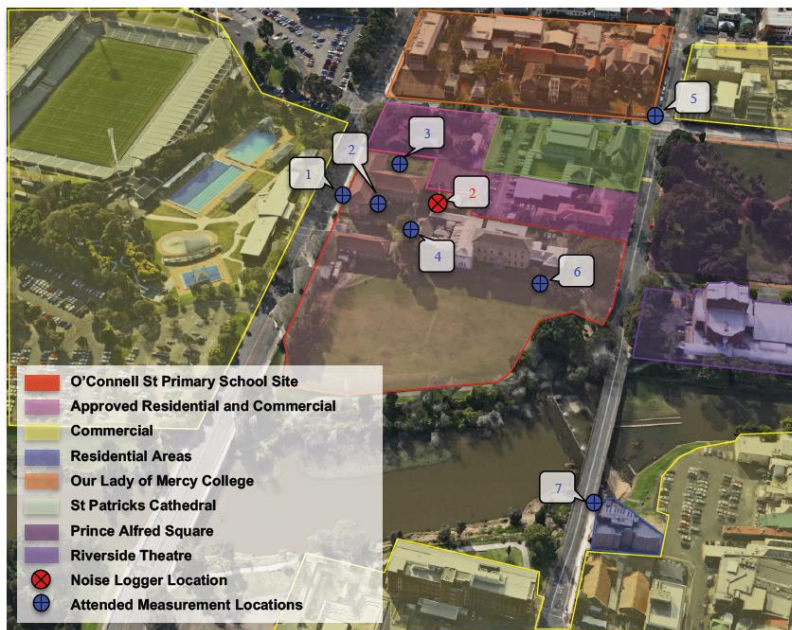 5
3
2
1
2
4
6
7
O'Connell St Primary School Site
Approved Residential and Commercial
Commercial
Residential Areas
Our Lady of Mercy College
St Patricks Cathedral
Prince Alfred Square
Riverside Theatre
Noise Logger Location
Attended Measurement Locations